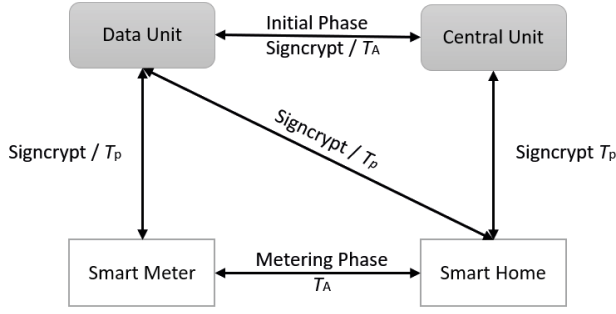 Data Unit
Initial Phase
Signcrypt / TA
Central Unit
Signcrypt / Tp
Signcrypt / Tp
Signcrypt Tp
Smart Meter
Metering Phase
TA
Smart Home